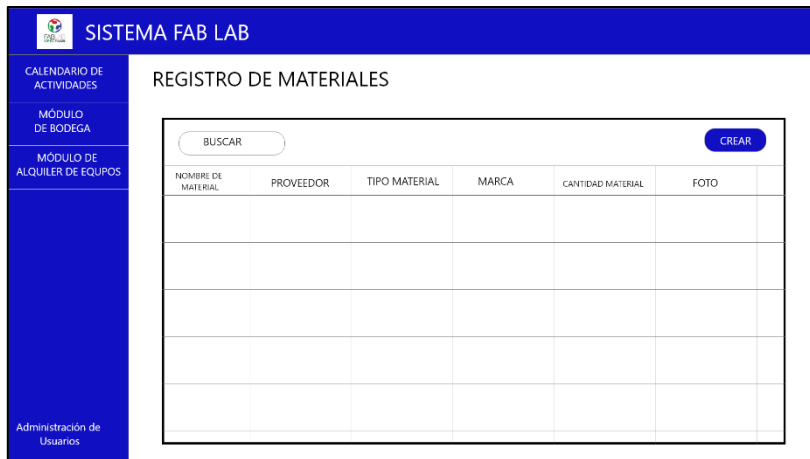 SISTEMA FAB LAB
CALENDARIO DE
ACTIVIDADES
MÓDULO
DE BODEGA
MÓDULO DE
ALQUILER DE EQUPOS
Administración de
Usuarios
REGISTRO DE MATERIALES
BUSCAR
CREAR
NOMBRE DE
MATERIAL
PROVEEDOR
TIPO MATERIAL
MARCA
CANTIDAD MATERIAL
FOTO